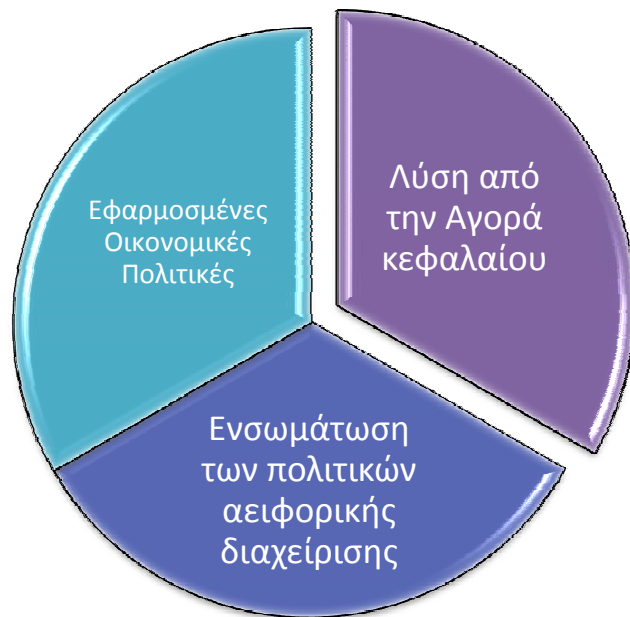 Εφαρμοσμένες
Οικονομικές
Πολιτικές
Λύση από
την Αγορά
κεφαλαίου
Ενσωμάτωση
των πολιτικών
αειφορικής
διαχείρισης